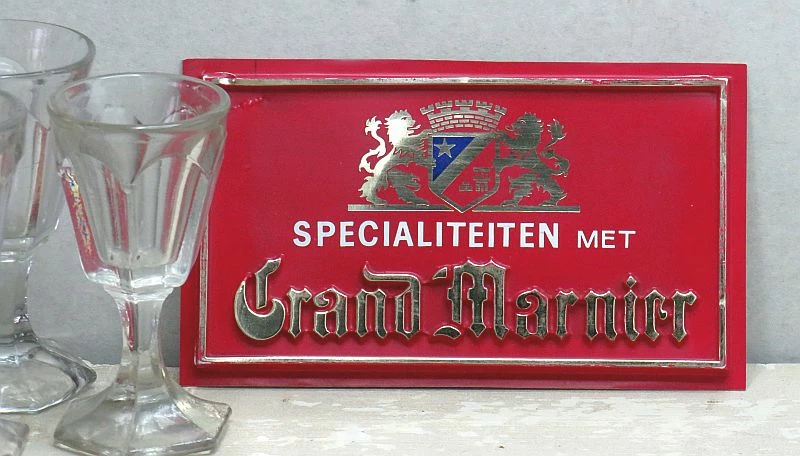 SPECIALITEITEN MET
Grand Marnier